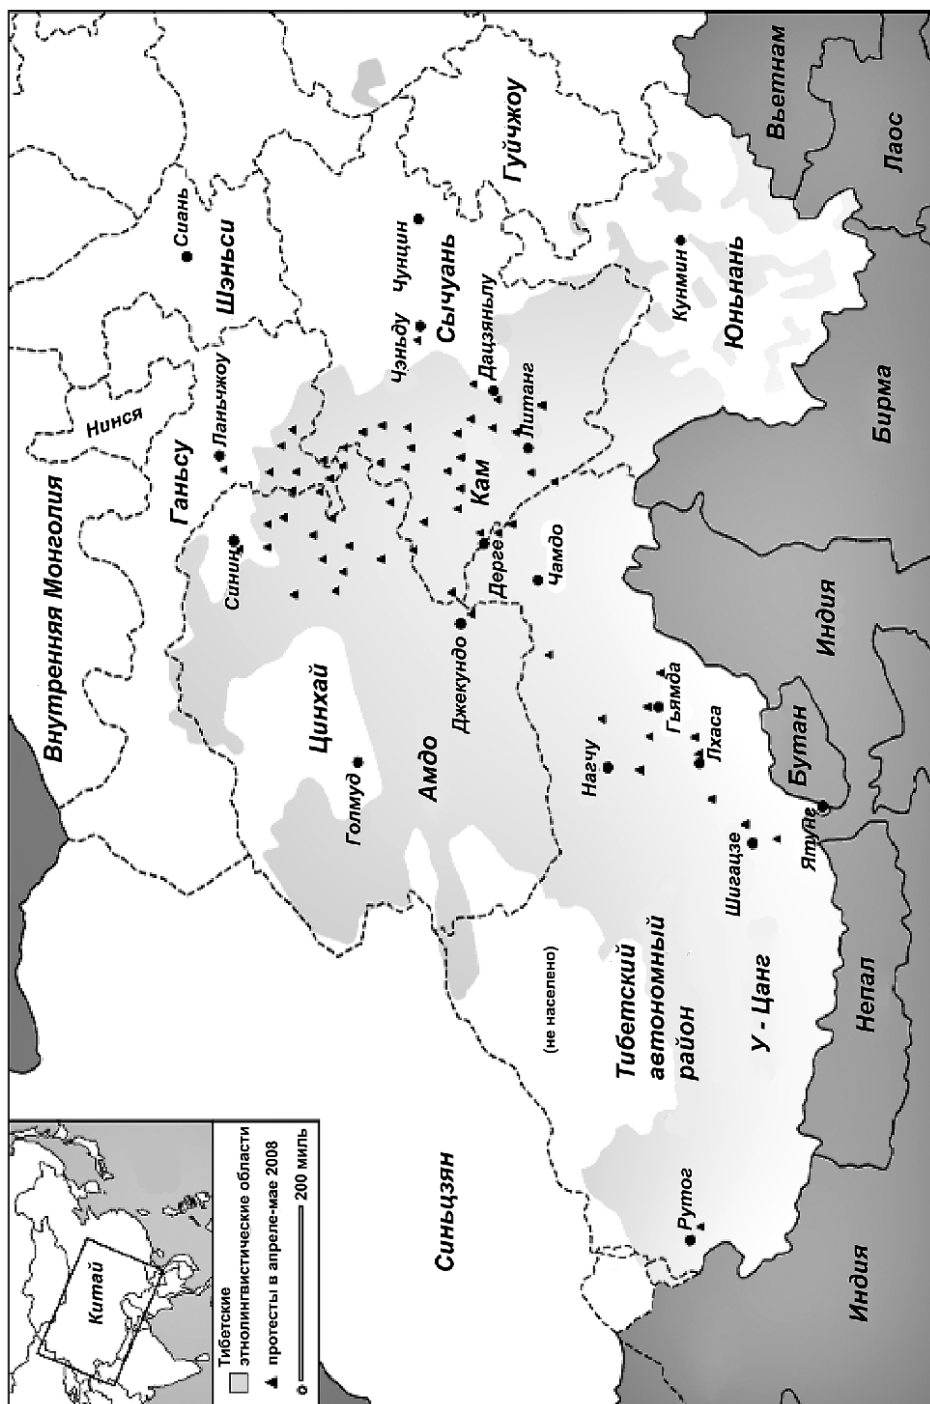 Китай
Тибетские
этнолингвистические области
протесты в апреле-мае 2008
200 миль
Внутренняя Монголия
Нинся
Ганьсу
Ланьчжоу
Сиань
Шэньси
Синин
Цинхай
Голмуд
Амдо
Джекундо
Синьцзян
Чэньду
Чунцин
Сычуань
Дацзяньлу
Литанг
Кам
Дерге
Чамдо
Гуйчжоу
Кунмин
Юньнань
(не населено)
Тибетский
автономный
район
У - Цанг
Рутог
Нагчу
Гьямда
Лхаса
Шигацзе
Ятунг
Индия
Непал
Бутан
Индия
Бирма
Лаос
Вьетнам